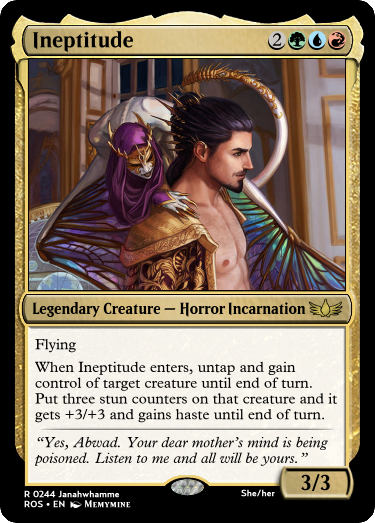 Ineptitude 2
Legendary Creature — Horror Incarnation
Flying
When Ineptitude enters, untap and gain
control of target creature until end of turn.
Put three stun counters on that creature and it
gets +3/+3 and gains haste until end of turn.
“Yes, Abwad. Your dear mother’s mind is being
poisoned. Listen to me and all will be yours.”
3/3
R 0244 Janahwhamme She/her
ROS • EN Memymine